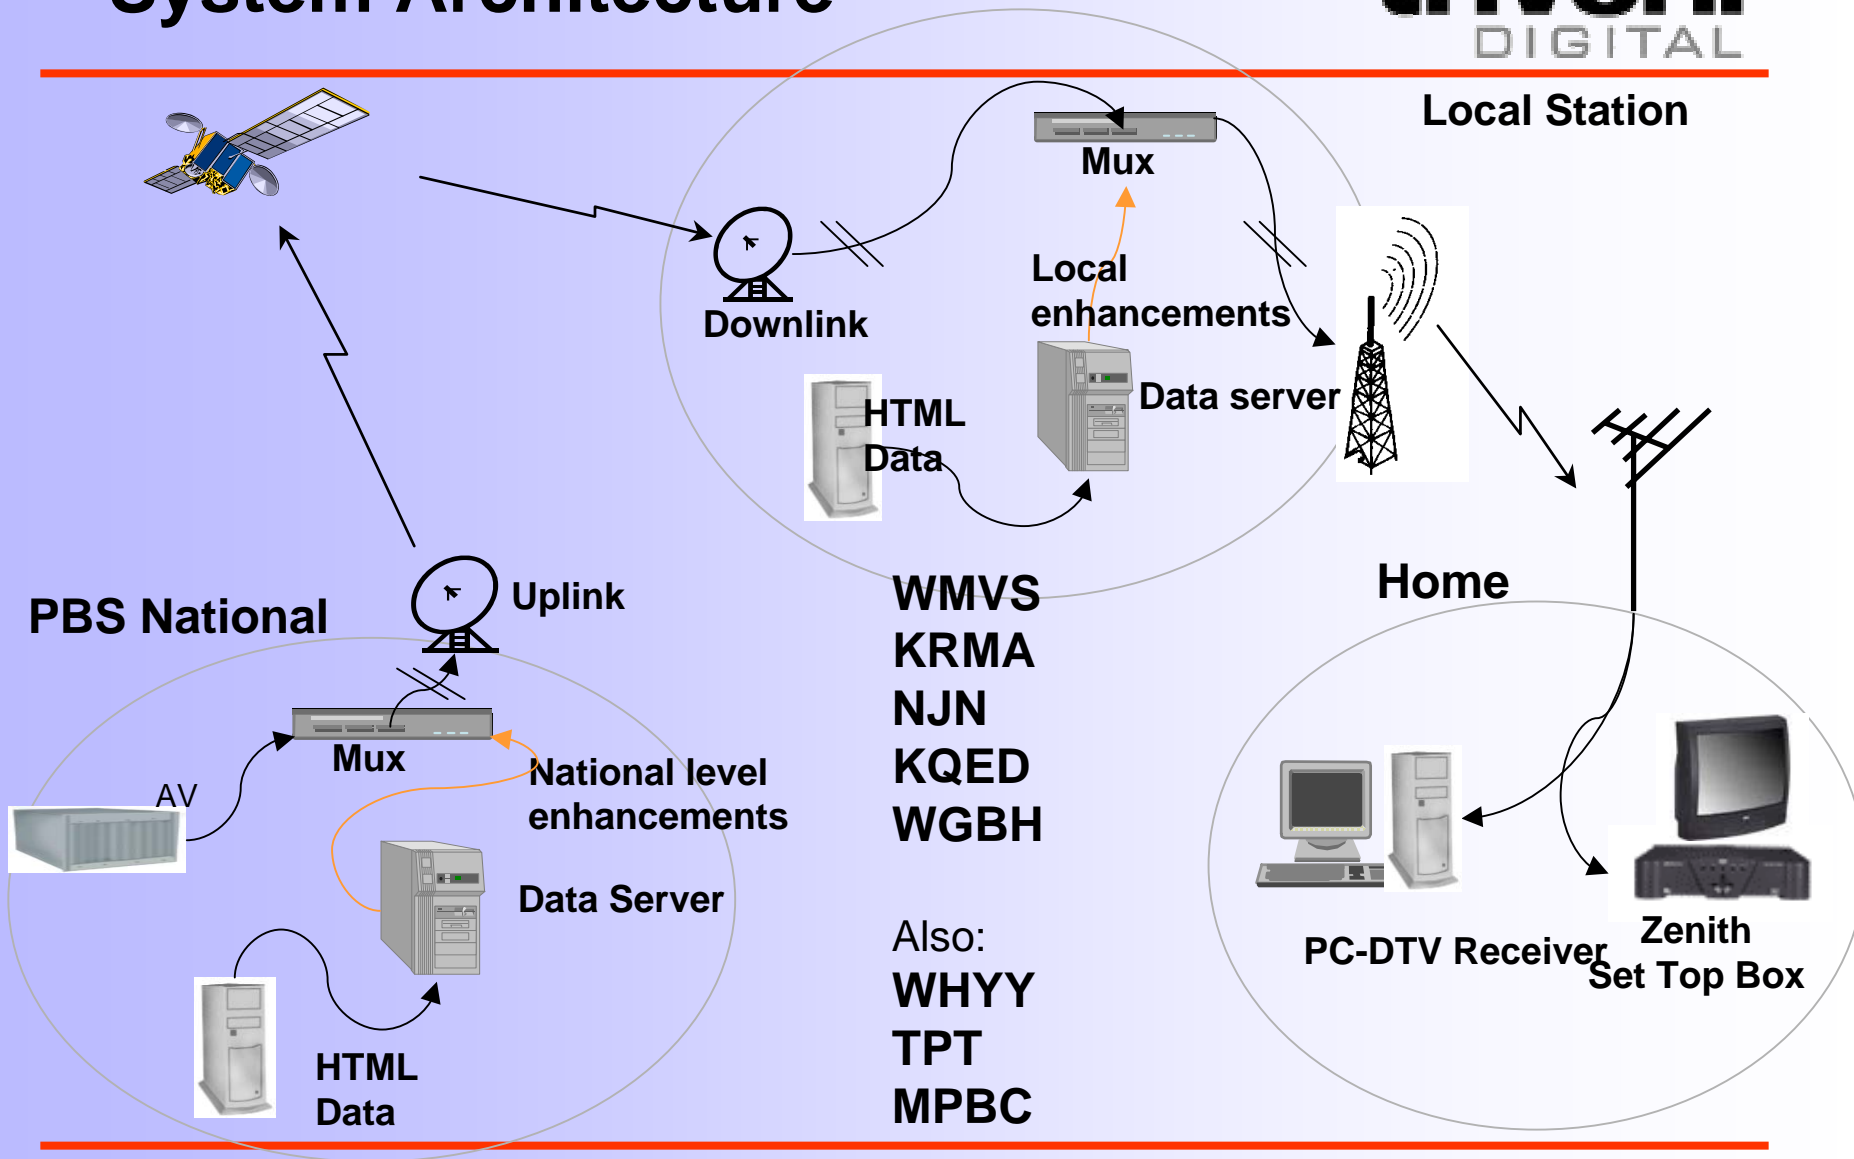 System Architecture
DIGITAL
Local Station
Mux
Local
enhancements
Downlink
Data server
HTML
Data
PBS National
Uplink
Mux
AV
National level
enhancements
Data Server
HTML
Data
WMVS
KRMA
NJN
KQED
WGBH
Also:
WHYY
TPT
MPBC
Home
PC-DTV Receiver
Zenith
Set Top Box